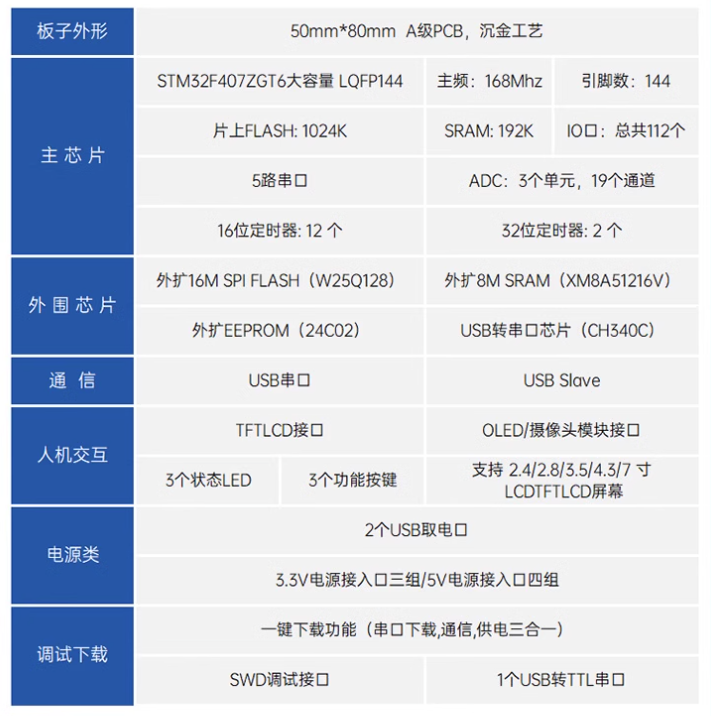 板子外形
50mm*80mm A级PCB，沉金工艺
主芯片
STM32F407ZGT6大容量 LQFP144
主频：168Mhz
引脚数：144
片上FLASH: 1024K
SRAM: 192K
IO口：总共112个
5路串口
ADC：3个单元，19个通道
16位定时器: 12 个
32位定时器: 2 个
外围芯片
外扩16M SPI FLASH（W25Q128）
外扩8M SRAM（XM8A51216V）
外扩EEPROM（24C02）
USB转串口芯片（CH340C）
通 信
USB串口
USB Slave
人机交互
TFTLCD接口
OLED/摄像头模块接口
3个状态LED
3个功能按键
支持 2.4/2.8/3.5/4.3/7 寸
LCDTFTLCD屏幕
电源类
2个USB取电口
3.3V电源接入口三组/5V电源接入口四组
调试下载
一键下载功能（串口下载,通信,供电三合一）
SWD调试接口
1个USB转TTL串口